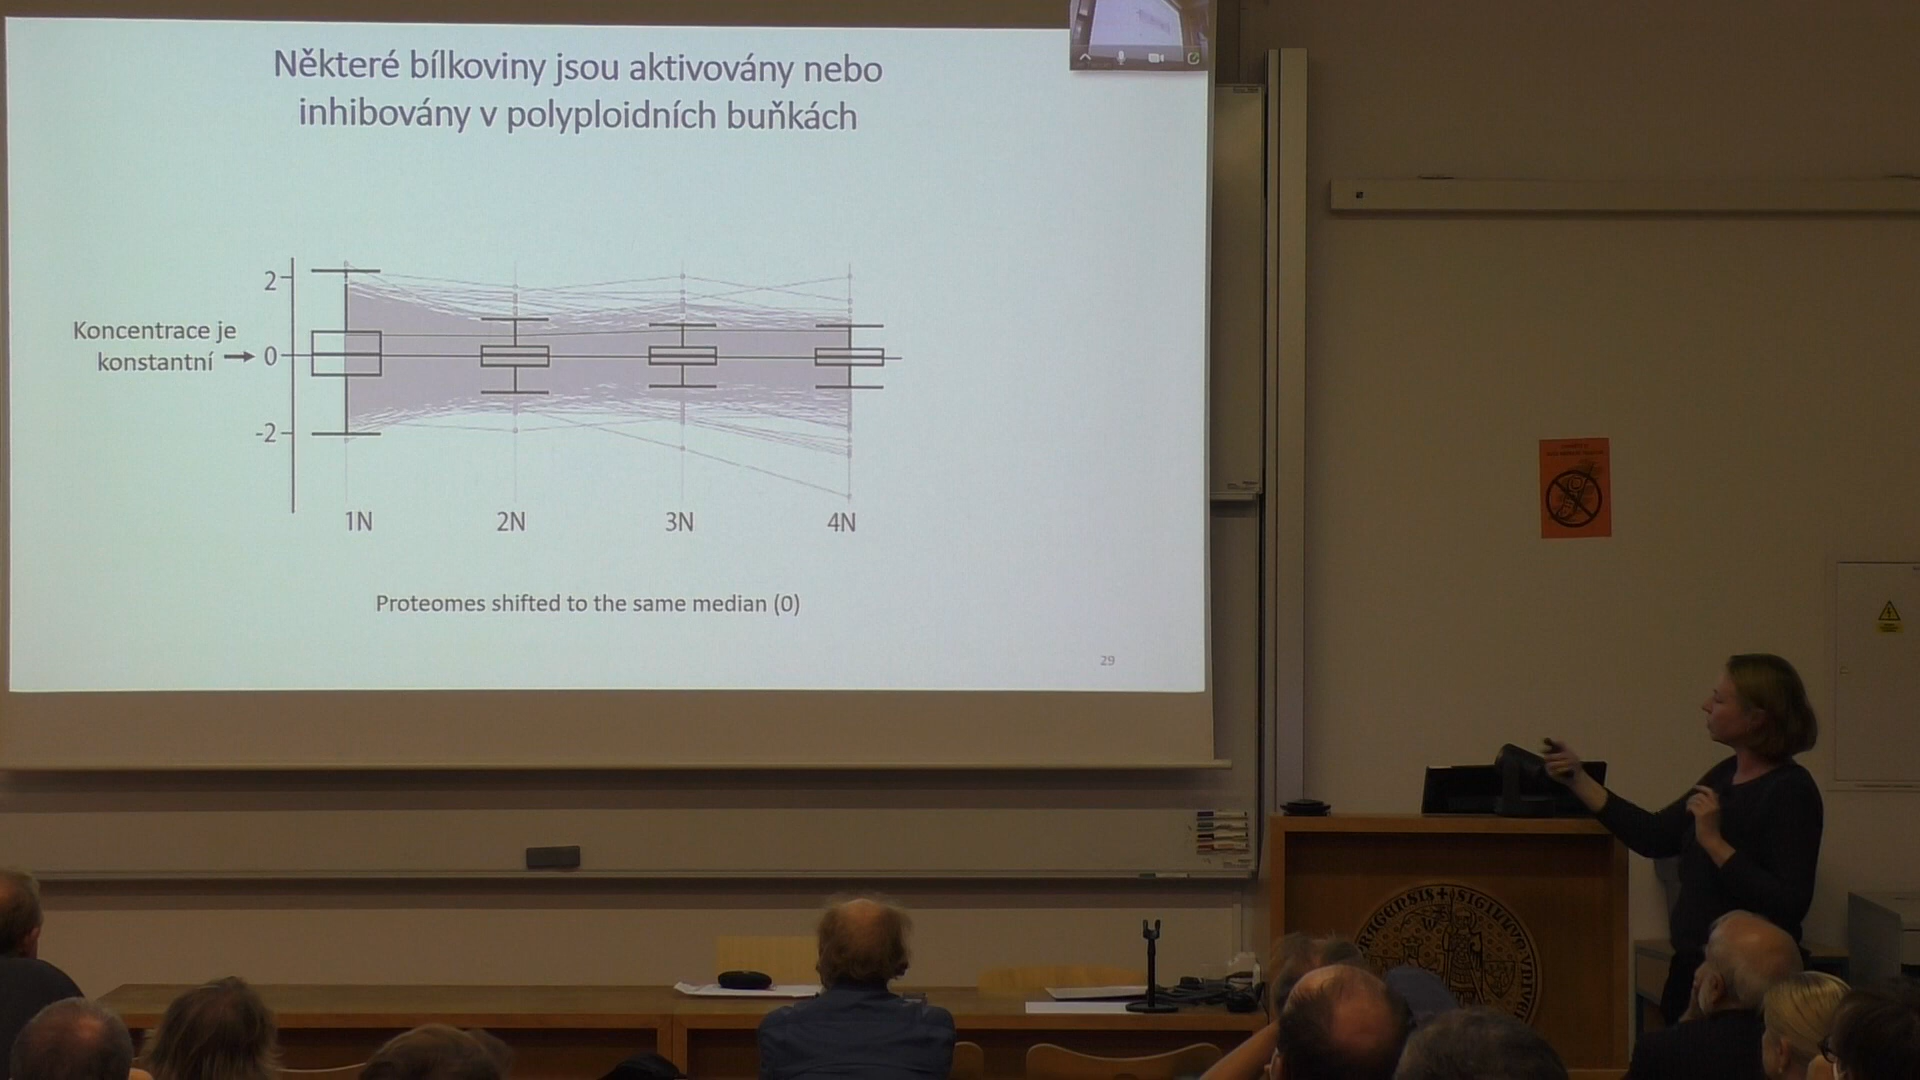 Některé bílkoviny jsou aktivovány nebo
inhibovány v polyploidních buňkách
2
Koncentrace je
konstantní
0
-2
1N
2N
3N
4N
Proteomes shifted to the same median (0)
29